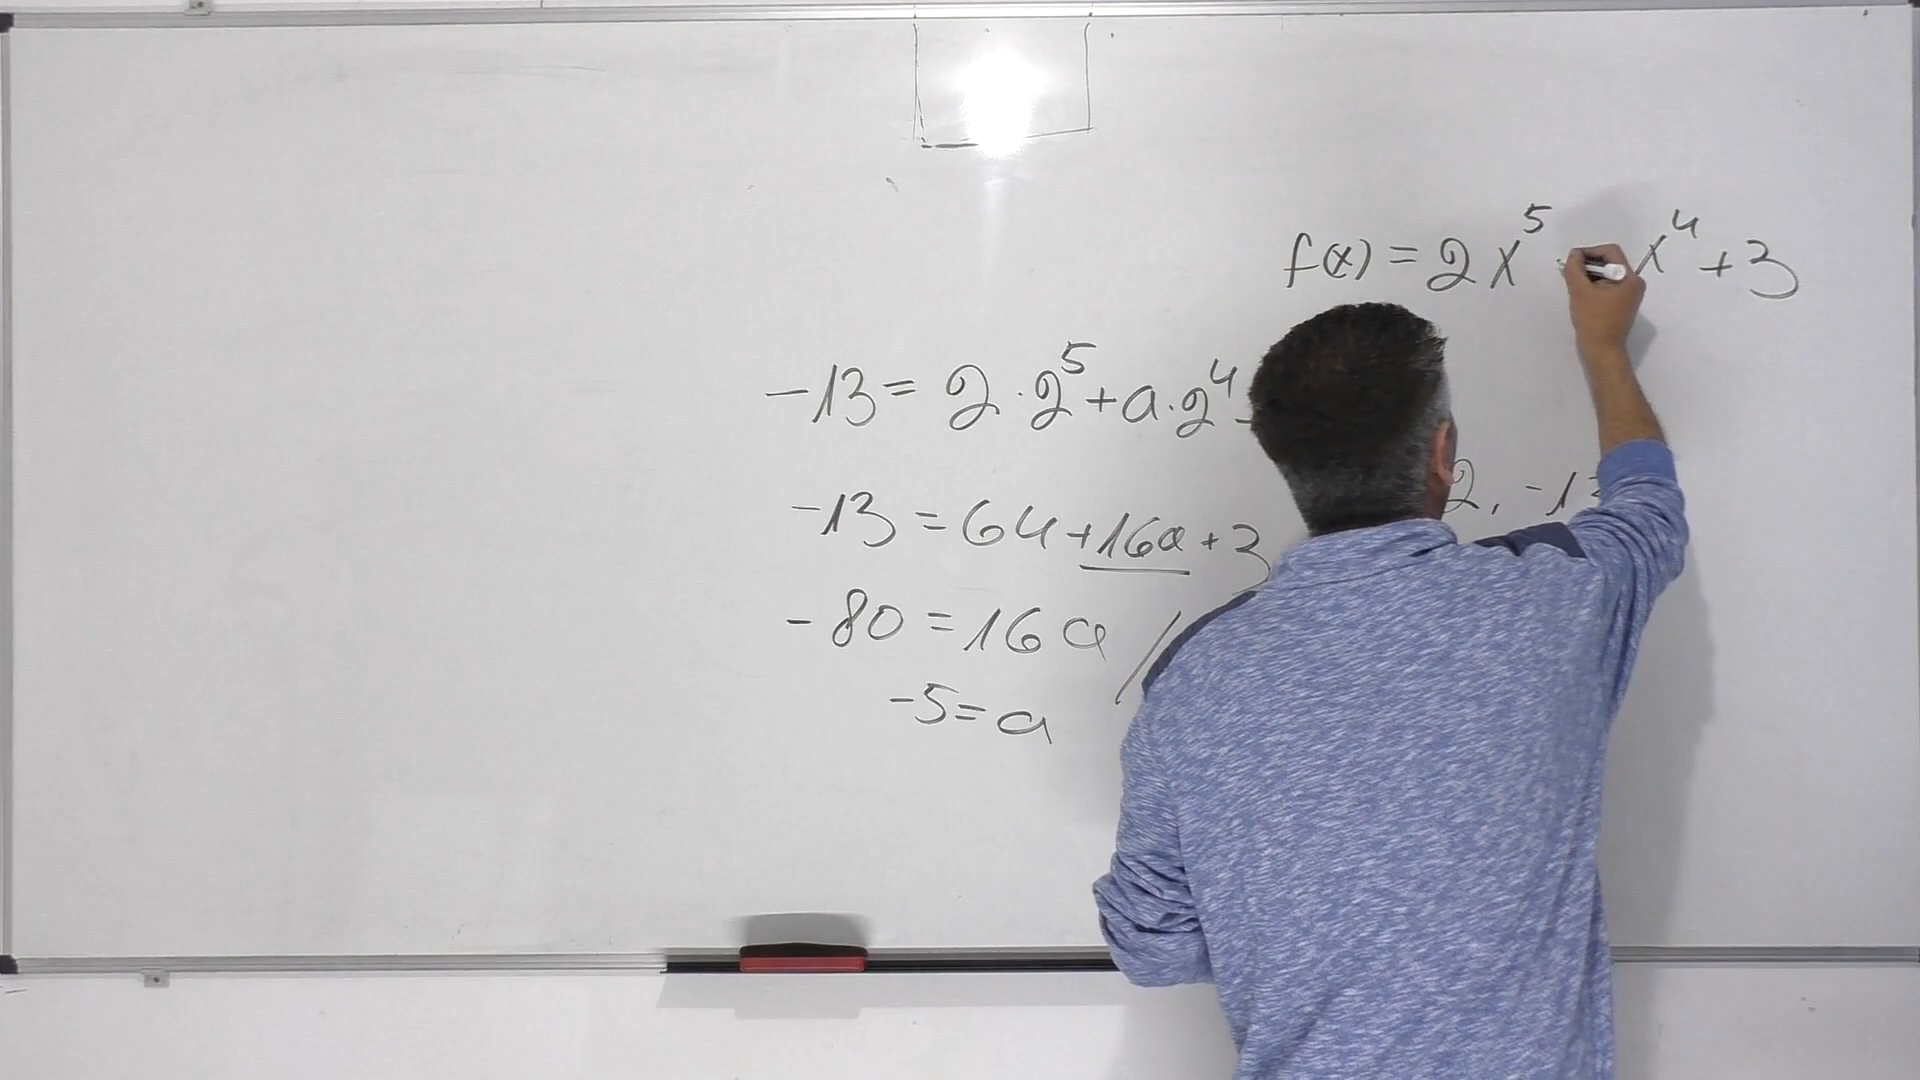 f(x) = 2x⁵ x⁴ + 3
-13 = 2 · 2⁵ + a · 2⁴
2, -13
-13 = 64 + 16a + 3
-80 = 16a /
-5 = a